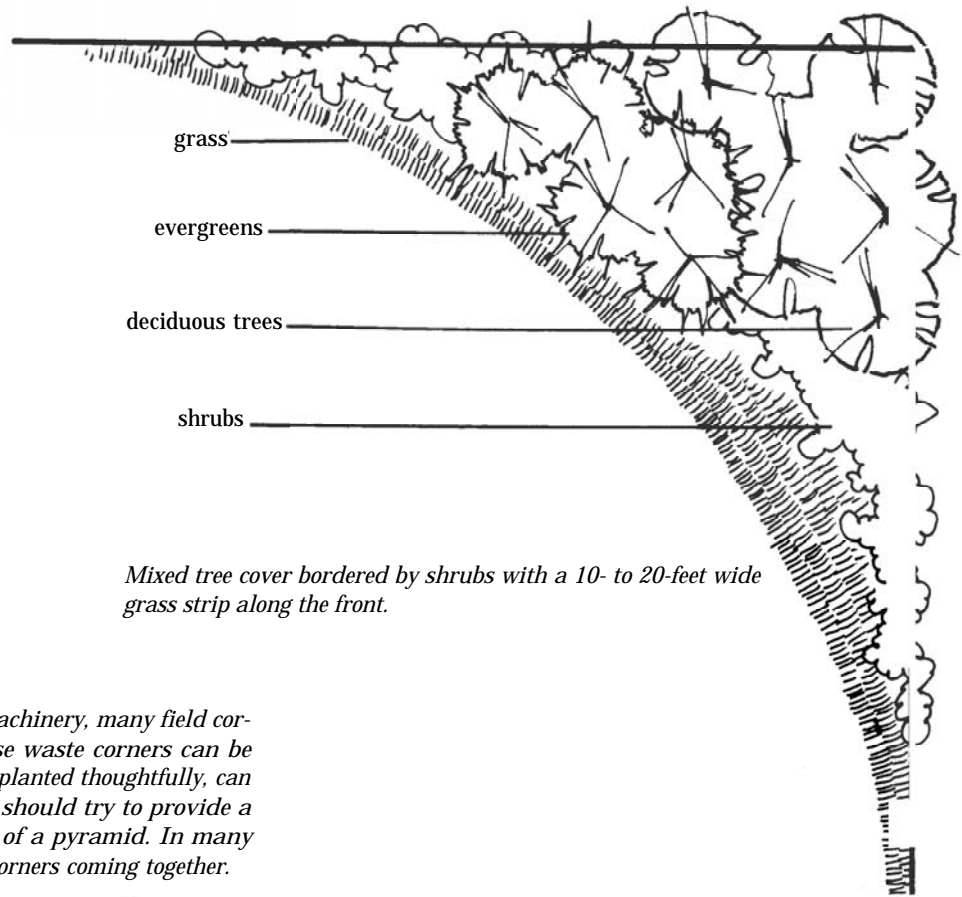 grass
evergreens
deciduous trees
shrubs
Mixed tree cover bordered by shrubs with a 10- to 20-feet wide
grass strip along the front.
achinery, many field cor-
se waste corners can be
planted thoughtfully, can
should try to provide a
of a pyramid. In many
orners coming together.